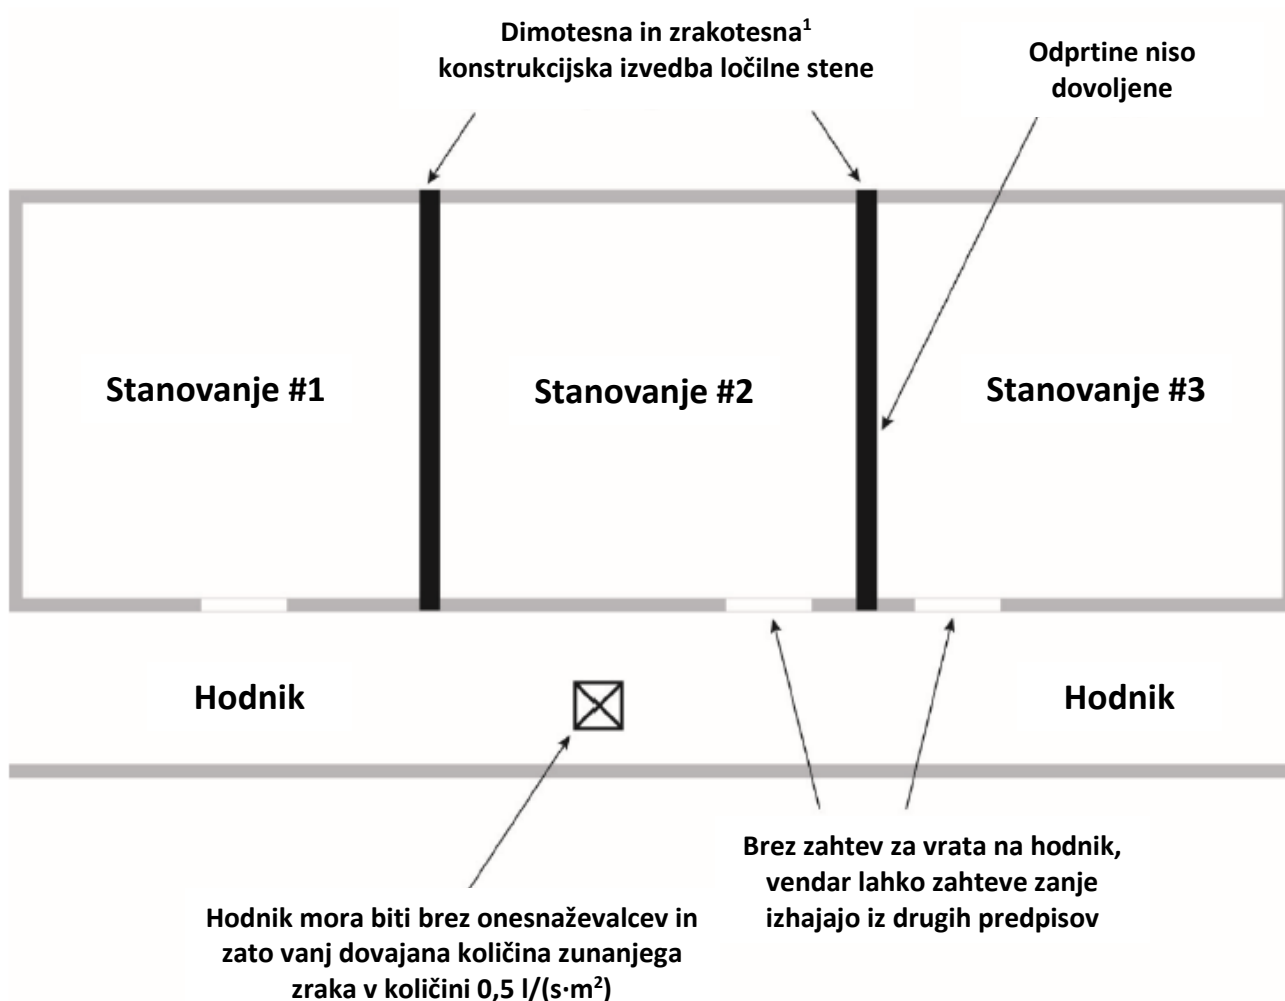 Dimotesna in zrakotesna¹
konstrukcijska izvedba ločilne stene
Odprtine niso
dovoljene
Stanovanje #1
Stanovanje #2
Stanovanje #3
Hodnik
Hodnik
Brez zahtev za vrata na hodnik,
vendar lahko zahteve zanje
izhajajo iz drugih predpisov
Hodnik mora biti brez onesnaževalcev in
zato vanj dovajana količina zunanjega
zraka v količini 0,5 l/(s·m²)